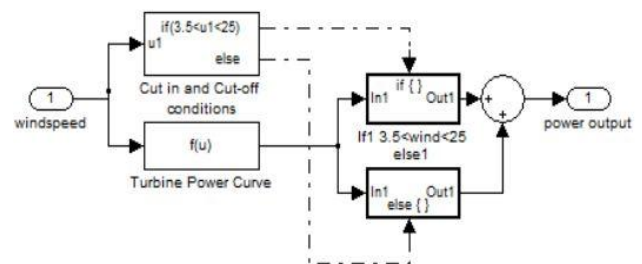 1
windspeed
if(3.5<u1<25)
u1
else
Cut in and Cut-off
conditions
f(u)
Turbine Power Curve
if { }
In1 Out1
If1 3.5<wind<25
else1
In1 Out1
else { }
+
+
1
power output